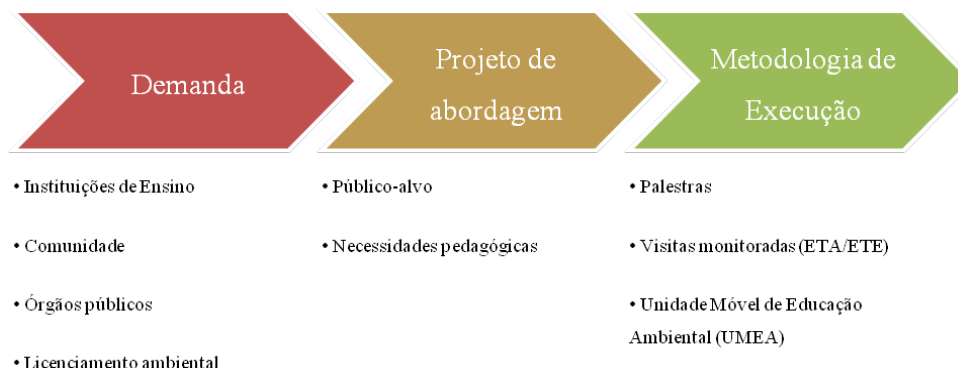 Demanda
• Instituições de Ensino
• Comunidade
• Órgãos públicos
• Licenciamento ambiental
Projeto de
abordagem
• Público-alvo
• Necessidades pedagógicas
Metodologia de
Execução
• Palestras
• Visitas monitoradas (ETA/ETE)
• Unidade Móvel de Educação
Ambiental (UMEA)